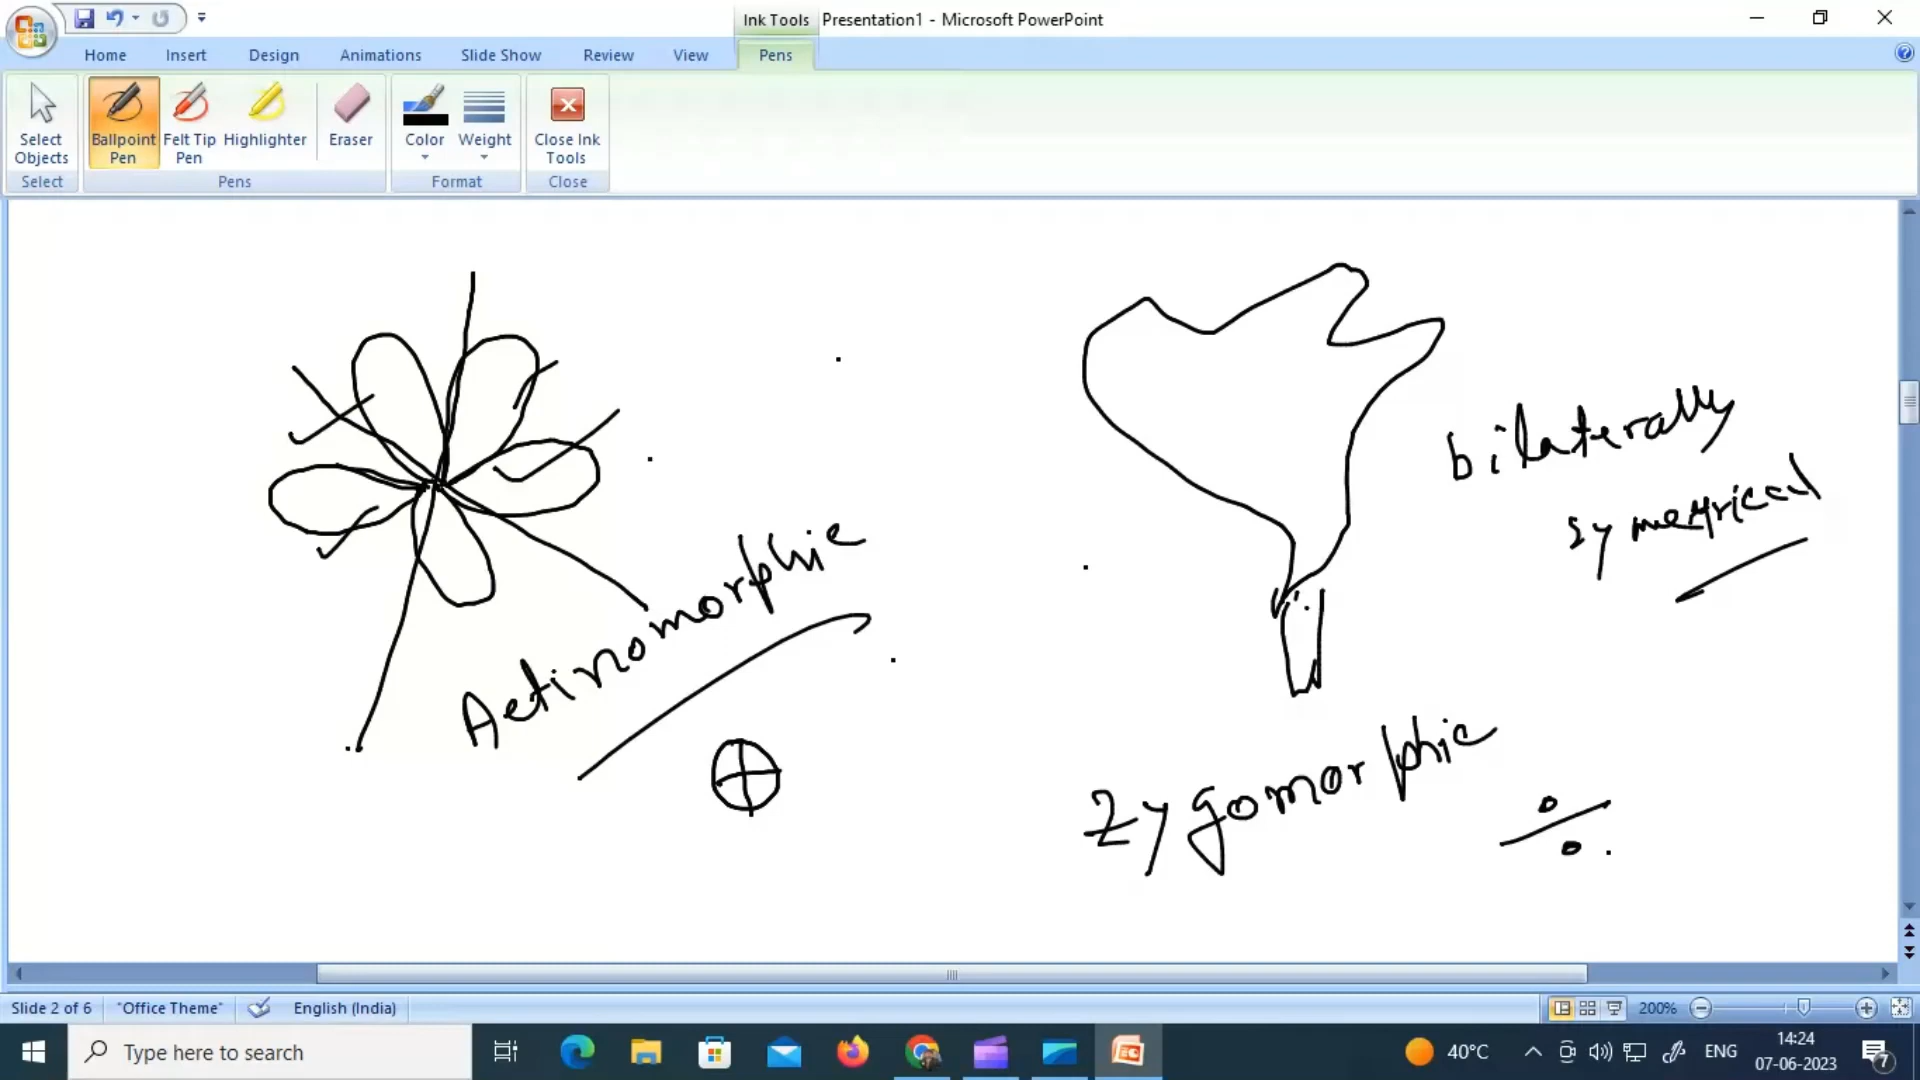 Ink Tools
Presentation1 - Microsoft PowerPoint
Home Insert Design Animations Slide Show Review View Pens
Select Objects
Ballpoint Pen
Felt Tip Pen
Highlighter
Eraser
Color
Weight
Close Ink Tools
Select
Pens
Format
Close
bilaterally
symetrical
Actinomorphic
Zygomorphic
Slide 2 of 6
"Office Theme"
English (India)
200%
Type here to search
40°C
ENG
14:24
07-06-2023
7